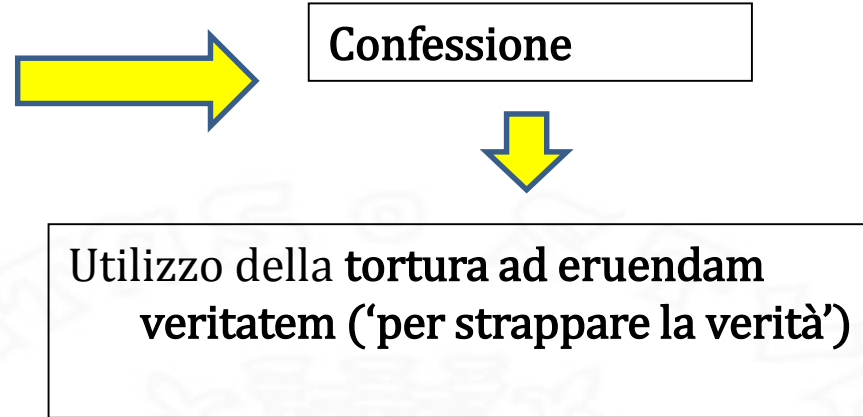 Confessione
Utilizzo della tortura ad eruendam
veritatem (‘per strappare la verità’)